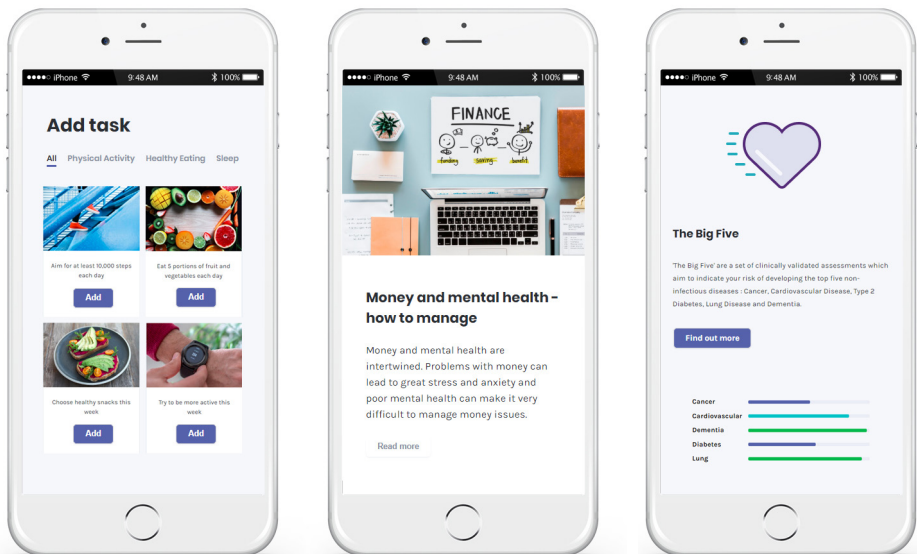 ●●●●○ iPhone 9:48 AM 100%
Add task
All Physical Activity Healthy Eating Sleep
Aim for at least 10,000 steps
each day
Add
Eat 5 portions of fruit and
vegetables each day
Add
Choose healthy snacks this
week
Add
Try to be more active this
week
Add
●●●●○ iPhone 9:48 AM 100%
FINANCE
funding saving benefit
Money and mental health -
how to manage
Money and mental health are
intertwined. Problems with money can
lead to great stress and anxiety and
poor mental health can make it very
difficult to manage money issues.
Read more
●●●●○ iPhone 9:48 AM 100%
The Big Five
'The Big Five' are a set of clinically validated assessments which
aim to indicate your risk of developing the top five non-
infectious diseases : Cancer, Cardiovascular Disease, Type 2
Diabetes, Lung Disease and Dementia.
Find out more
Cancer
Cardiovascular
Dementia
Diabetes
Lung